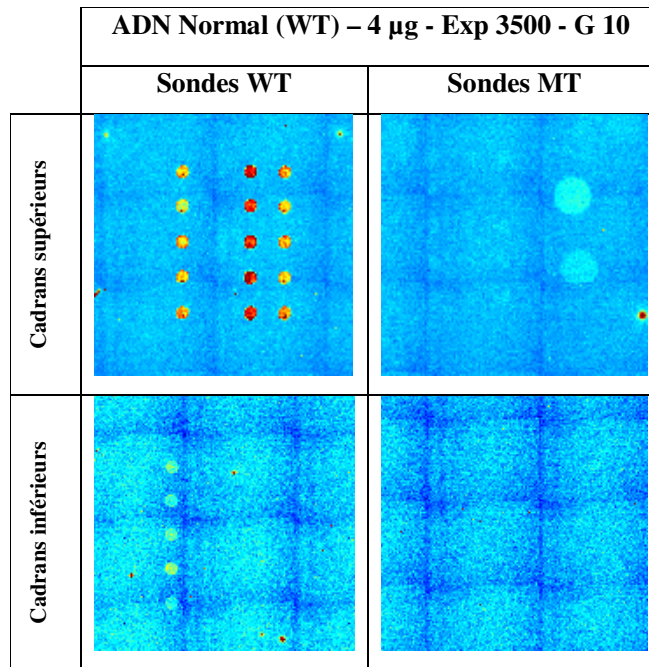 ADN Normal (WT) – 4 µg - Exp 3500 - G 10
Sondes WT
Sondes MT
Cadrans supérieurs
Cadrans inférieurs